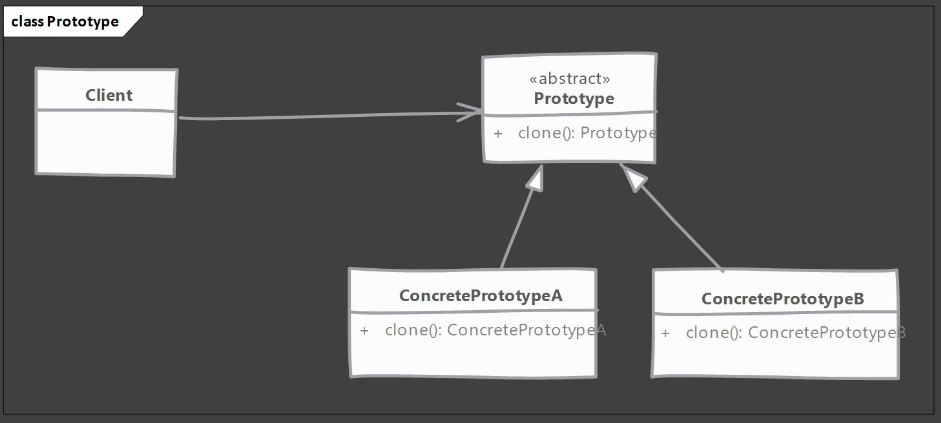 class Prototype
Client
«abstract»
Prototype
+ clone(): Prototype
ConcretePrototypeA
+ clone(): ConcretePrototypeA
ConcretePrototypeB
+ clone(): ConcretePrototypeB